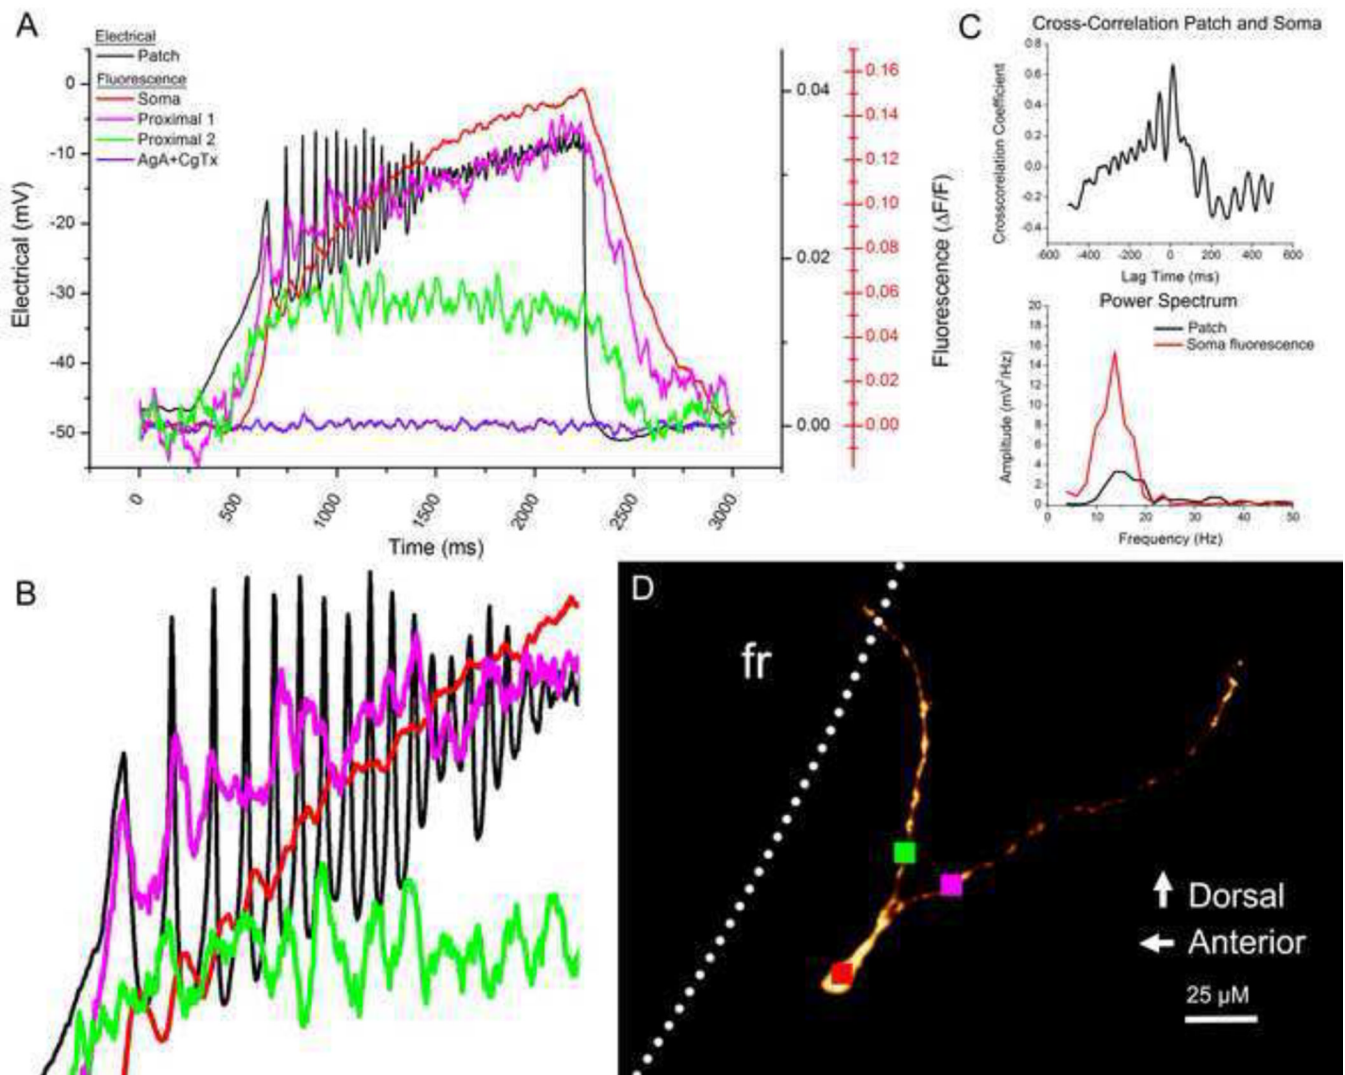 A
Electrical
Patch
Fluorescence
Soma
Proximal 1
Proximal 2
AgA+CgTx
0
-10
-20
-30
-40
-50
Electrical (mV)
0
500
1000
1500
2000
2500
3000
Time (ms)
0.04
0.02
0.00
0.16
0.14
0.12
0.10
0.08
0.06
0.04
0.02
0.00
Fluorescence (ΔF/F)
C
Cross-Correlation Patch and Soma
0.8
0.6
0.4
0.2
0.0
-0.2
-0.4
Crosscorelation Coefficient
-600
-400
-200
0
200
400
600
Lag Time (ms)
Power Spectrum
Patch
Soma fluorescence
20
18
16
14
12
10
8
6
4
2
0
Amplitude (mV²/Hz)
0
10
20
30
40
50
Frequency (Hz)
B
D
fr
Dorsal
Anterior
25 µM